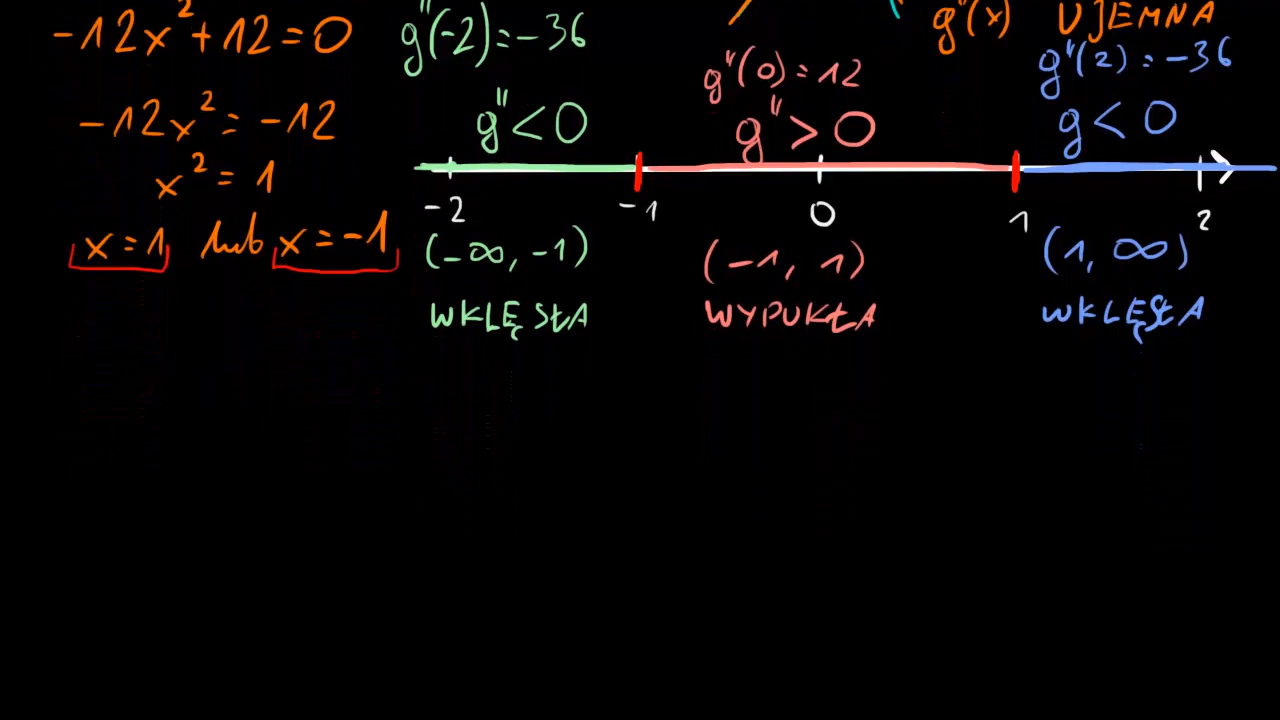 -12x² + 12 = 0
-12x² = -12
x² = 1
x = 1 lub x = -1
g''(-2) = -36
g'' < 0
g''(0) = 12
g'' > 0
g''(x) UJEMNA
g''(2) = -36
g < 0
-2 -1 0 1 2
(-∞, -1) (-1, 1) (1, ∞)
WKLĘSŁA WYPUKŁA WKLĘSŁA